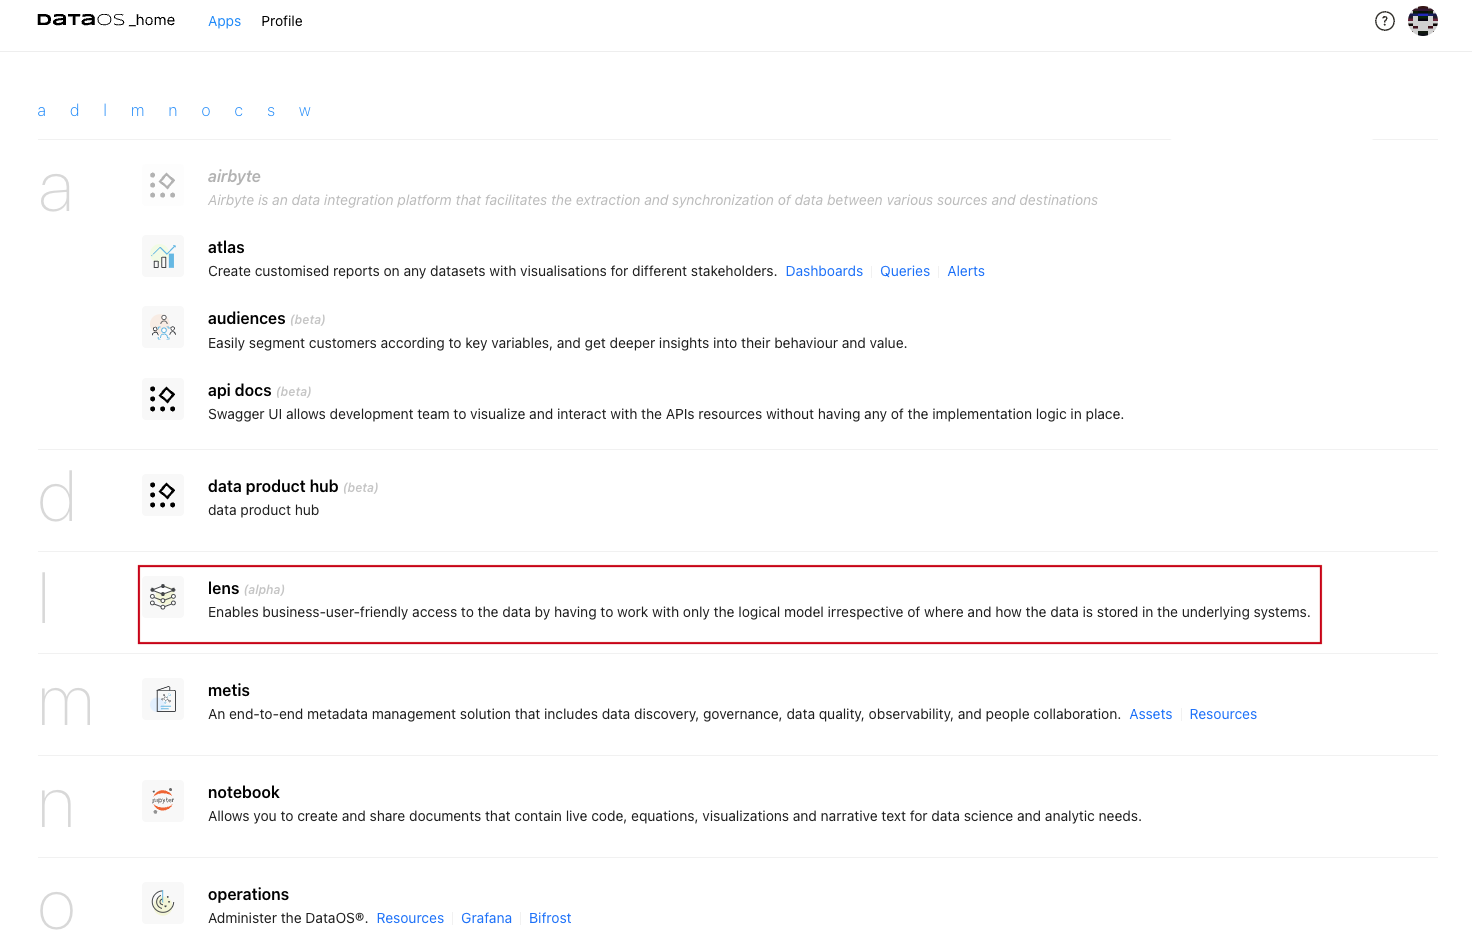 DATAOS _home Apps Profile ?
a d l m n o c s w
a
airbyte
Airbyte is an data integration platform that facilitates the extraction and synchronization of data between various sources and destinations
atlas
Create customised reports on any datasets with visualisations for different stakeholders. Dashboards Queries Alerts
audiences (beta)
Easily segment customers according to key variables, and get deeper insights into their behaviour and value.
api docs (beta)
Swagger UI allows development team to visualize and interact with the APIs resources without having any of the implementation logic in place.
d
data product hub (beta)
data product hub
l
lens (alpha)
Enables business-user-friendly access to the data by having to work with only the logical model irrespective of where and how the data is stored in the underlying systems.
m
metis
An end-to-end metadata management solution that includes data discovery, governance, data quality, observability, and people collaboration. Assets Resources
n
jupyter
notebook
Allows you to create and share documents that contain live code, equations, visualizations and narrative text for data science and analytic needs.
o
operations
Administer the DataOS®. Resources Grafana Bifrost